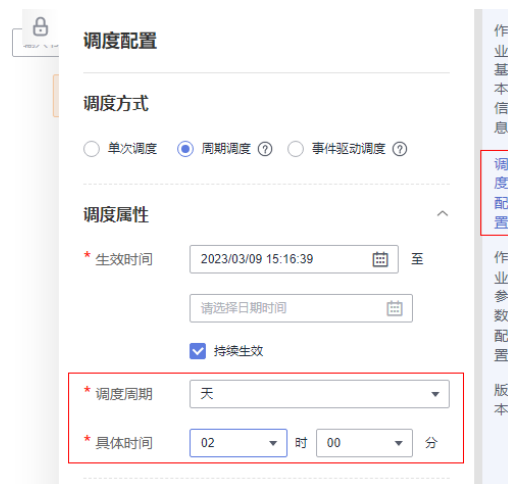 调度配置
调度方式
单次调度 周期调度 ? 事件驱动调度 ?
调度属性
* 生效时间 2023/03/09 15:16:39 至
请选择日期时间
持续生效
* 调度周期 天
* 具体时间 02 时 00 分
作
业
基
本
信
息
调
度
配
置
作
业
参
数
配
置
版
本